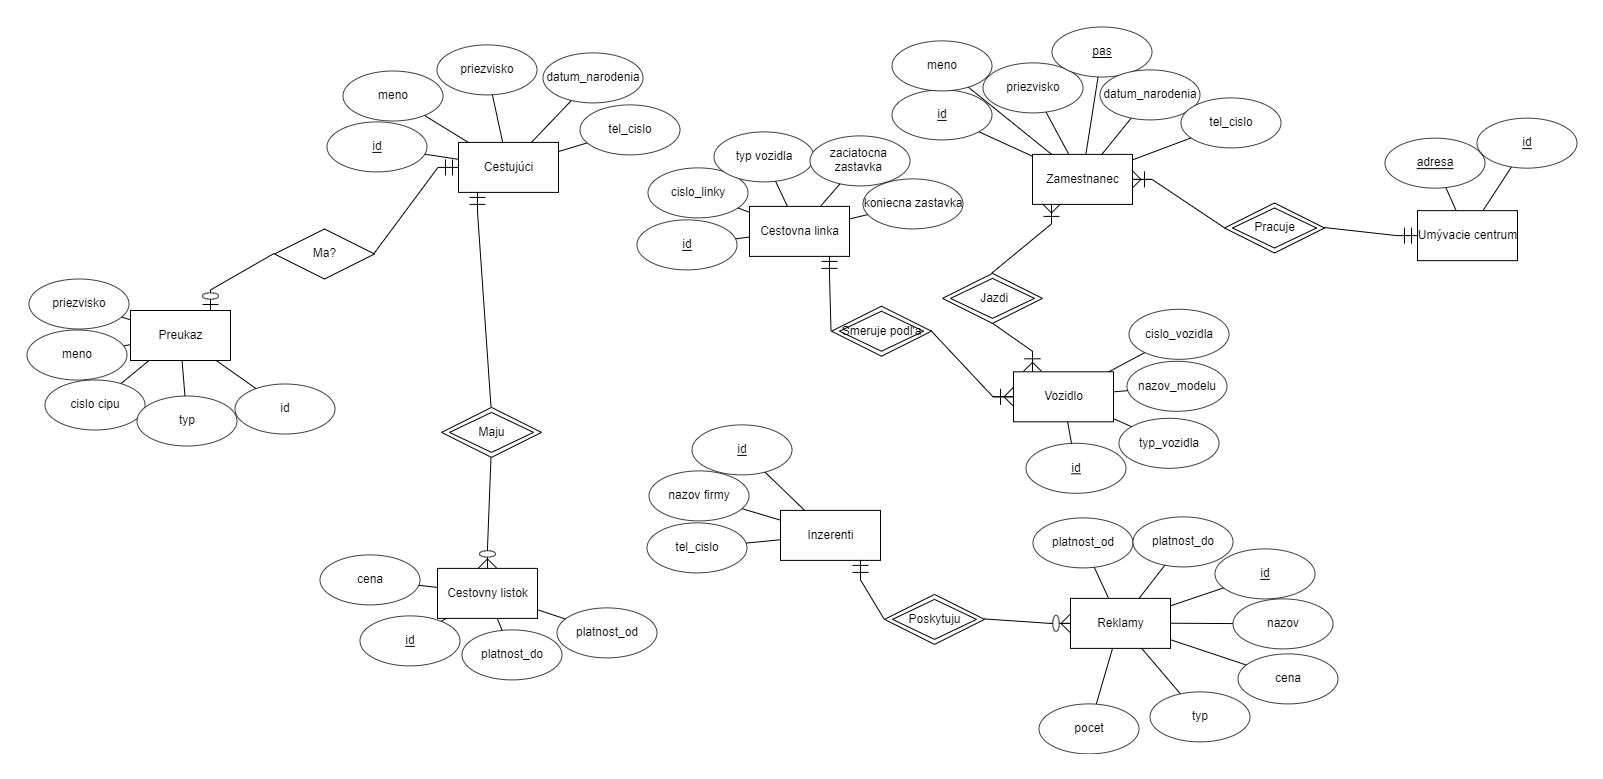 meno
priezvisko
datum_narodenia
tel_cislo
id
Cestujúci
Ma?
priezvisko
meno
cislo cipu
typ
id
Preukaz
Maju
cena
id
platnost_do
platnost_od
Cestovny listok
cislo_linky
typ vozidla
zaciatocna
zastavka
koniecna zastavka
id
Cestovna linka
Smeruje podľa
meno
priezvisko
pas
datum_narodenia
tel_cislo
id
Zamestnanec
Pracuje
adresa
id
Umývacie centrum
Jazdi
cislo_vozidla
nazov_modelu
typ_vozidla
id
Vozidlo
id
nazov firmy
tel_cislo
Inzerenti
Poskytuju
platnost_od
platnost_do
id
nazov
cena
typ
pocet
Reklamy